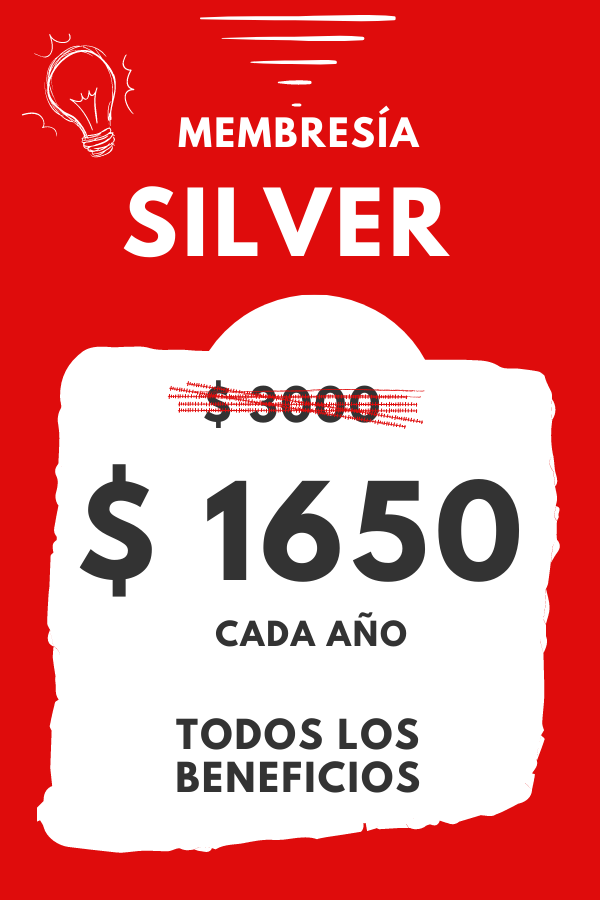 MEMBRESÍA
SILVER
$ 3000
$ 1650
CADA AÑO
TODOS LOS
BENEFICIOS